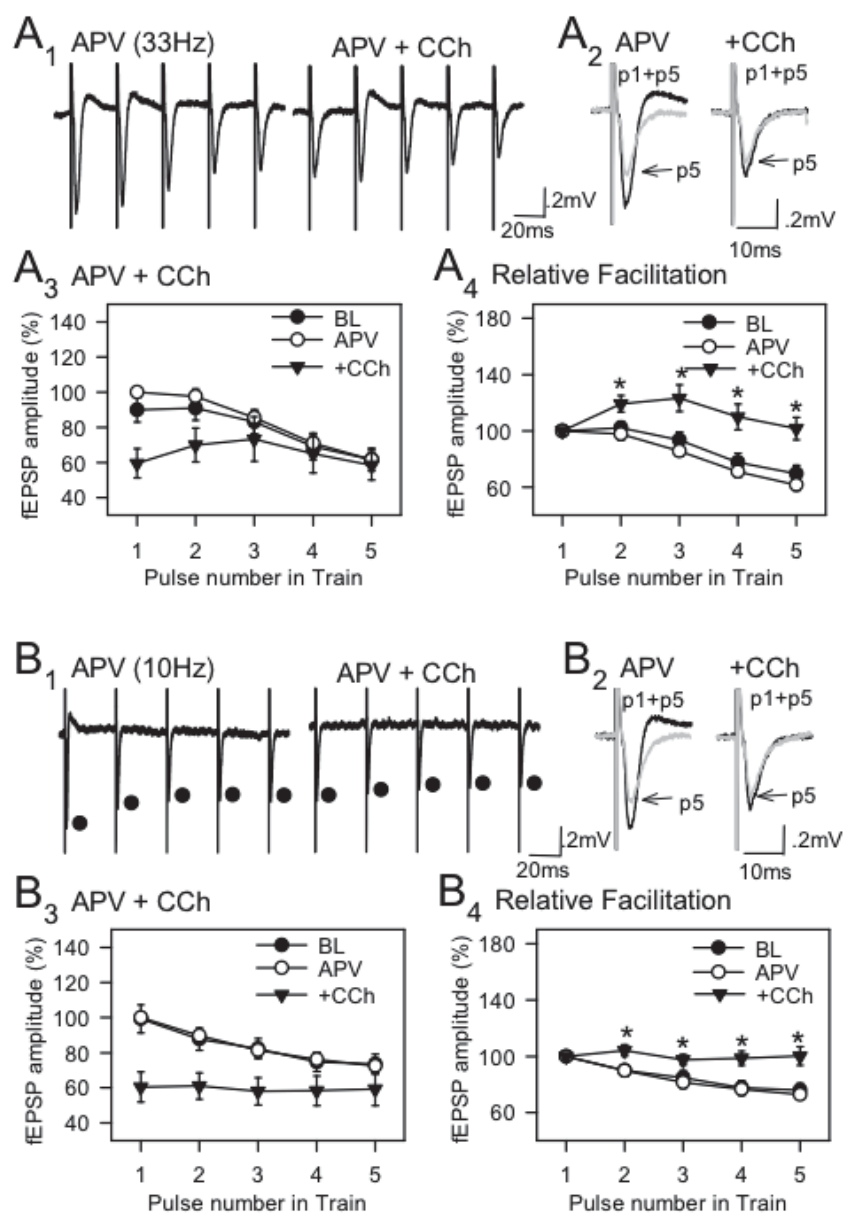 A1 APV (33Hz) APV + CCh
A2 APV +CCh
p1+p5 p1+p5
p5 p5
.2mV
20ms
.2mV
10ms
A3 APV + CCh
fEPSP amplitude (%)
140
120
100
80
60
40
BL
APV
+CCh
1 2 3 4 5
Pulse number in Train
A4 Relative Facilitation
fEPSP amplitude (%)
180
140
100
60
BL
APV
+CCh
* * * *
1 2 3 4 5
Pulse number in Train
B1 APV (10Hz) APV + CCh
B2 APV +CCh
p1+p5 p1+p5
p5 p5
.2mV
20ms
.2mV
10ms
B3 APV + CCh
fEPSP amplitude (%)
140
120
100
80
60
40
BL
APV
+CCh
1 2 3 4 5
Pulse number in Train
B4 Relative Facilitation
fEPSP amplitude (%)
180
140
100
60
BL
APV
+CCh
* * * *
1 2 3 4 5
Pulse number in Train